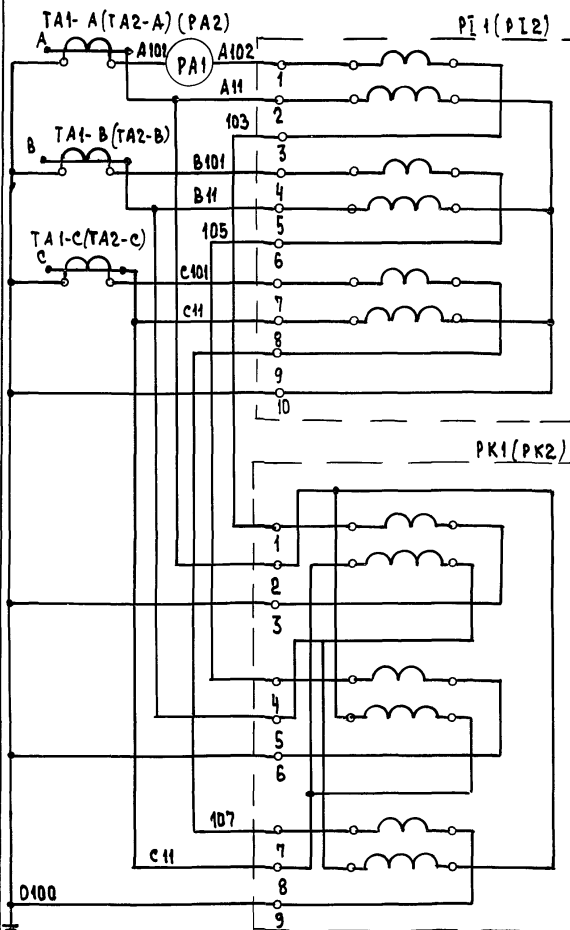 TA1-A(TA2-A)(PA2)
PI1(PI2)
A
A101
PA1
A102
1
A11
2
103
3
TA1-B(TA2-B)
B
B101
4
B11
5
105
6
TA1-C(TA2-C)
C
C101
7
C11
8
9
10
PK1(PK2)
1
2
3
4
5
6
107
7
C11
8
D100
9